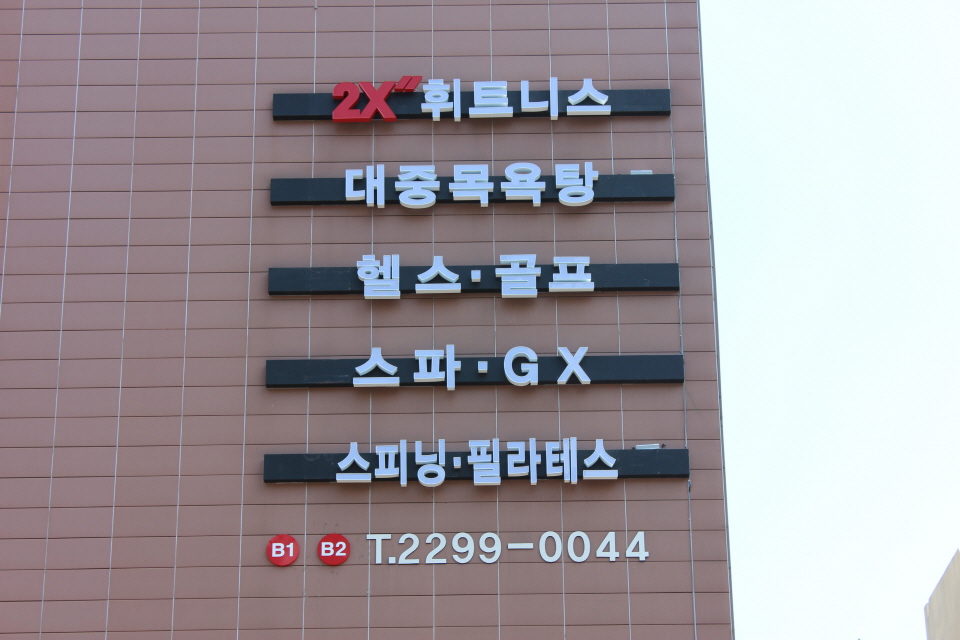 2X" 휘트니스
대중목욕탕
헬스·골프
스파·GX
스피닝·필라테스
B1 B2 T.2299-0044